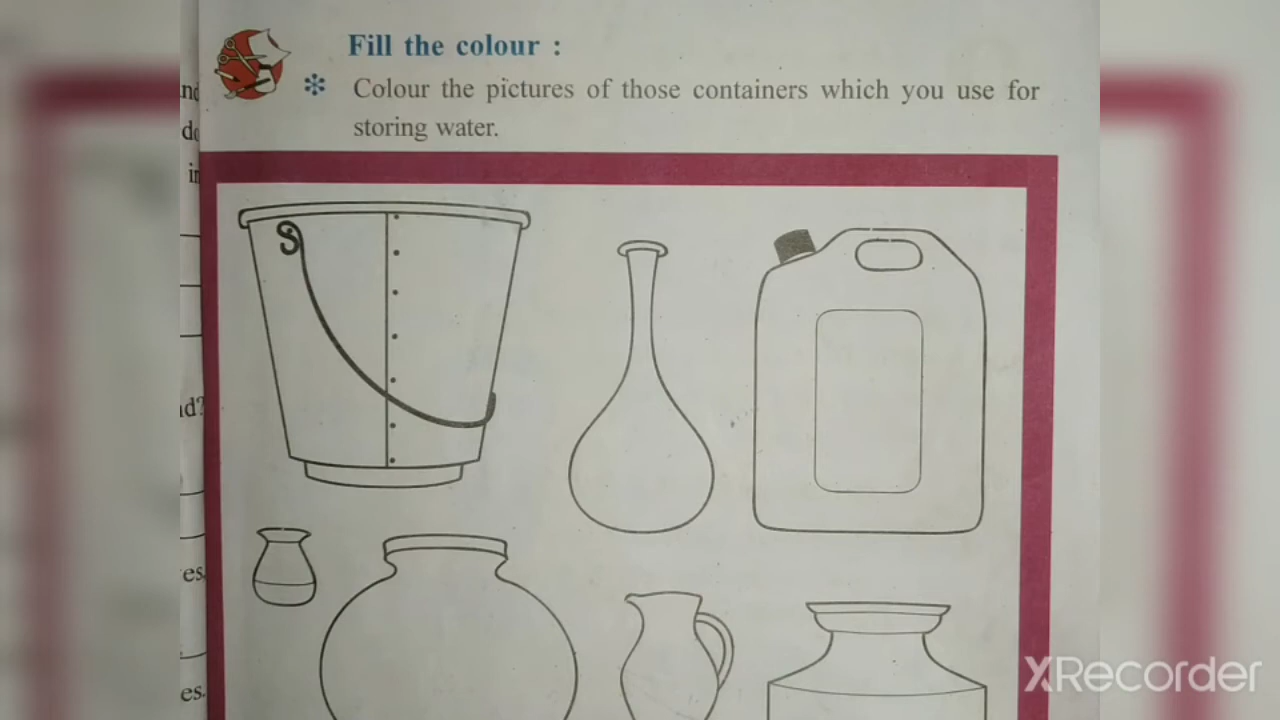 Fill the colour :
* Colour the pictures of those containers which you use for
storing water.
XRecorder